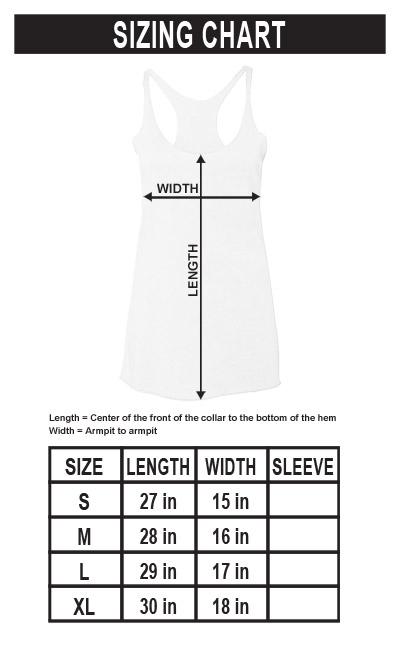 SIZING CHART
WIDTH
LENGTH
Length = Center of the front of the collar to the bottom of the hem
Width = Armpit to armpit
SIZE LENGTH WIDTH SLEEVE
S 27 in 15 in
M 28 in 16 in
L 29 in 17 in
XL 30 in 18 in